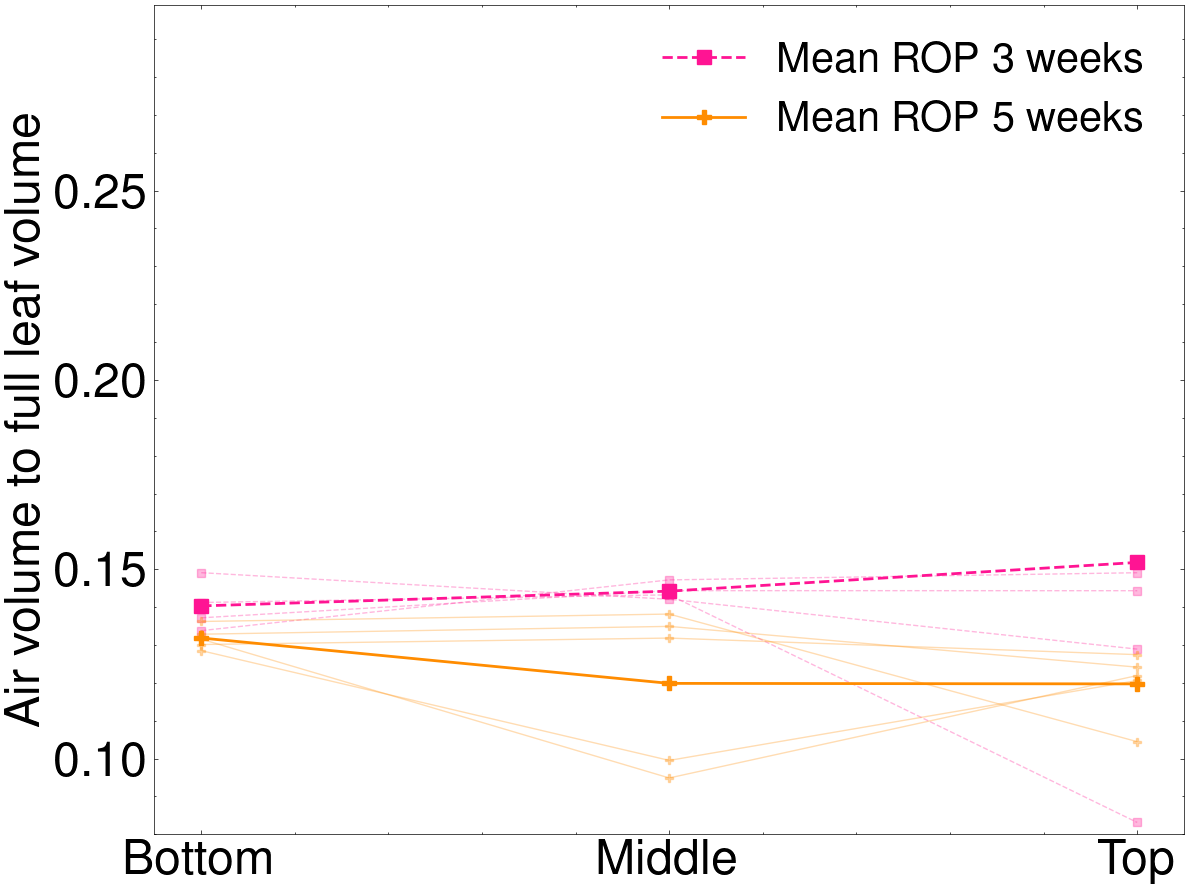 Mean ROP 3 weeks
Mean ROP 5 weeks
Air volume to full leaf volume
0.25
0.20
0.15
0.10
Bottom
Middle
Top